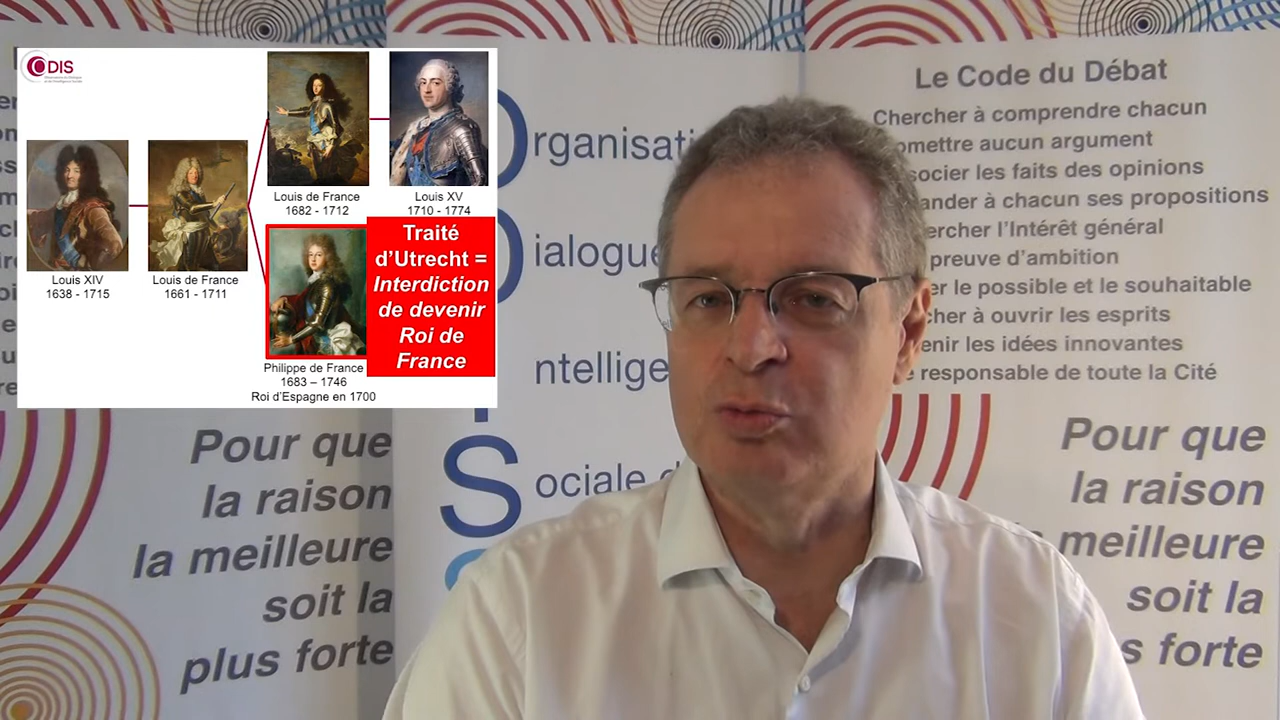 ODIS
Louis XIV
1638 - 1715
Louis de France
1661 - 1711
Louis de France
1682 - 1712
Louis XV
1710 - 1774
Philippe de France
1683 – 1746
Roi d’Espagne en 1700
Traité
d’Utrecht =
Interdiction
de devenir
Roi de
France
Pour que
la raison
la meilleure
soit la
plus forte
rganisati
ialogue
ntellige
S
ociale d
Le Code du Débat
Chercher à comprendre chacun
omettre aucun argument
socier les faits des opinions
ander à chacun ses propositions
ercher l’Intérêt général
preuve d’ambition
er le possible et le souhaitable
cher à ouvrir les esprits
enir les idées innovantes
responsable de toute la Cité
Pour que
la raison
meilleure
soit la
s forte